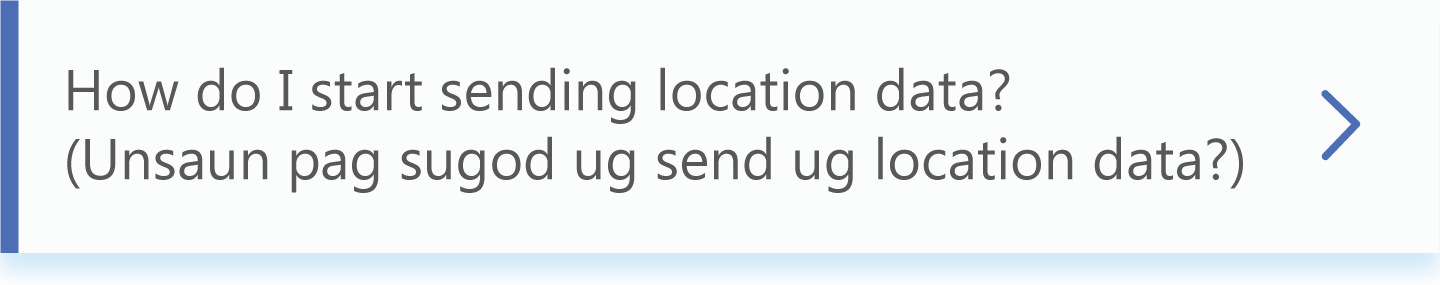 How do I start sending location data?
(Unsaun pag sugod ug send ug location data?)